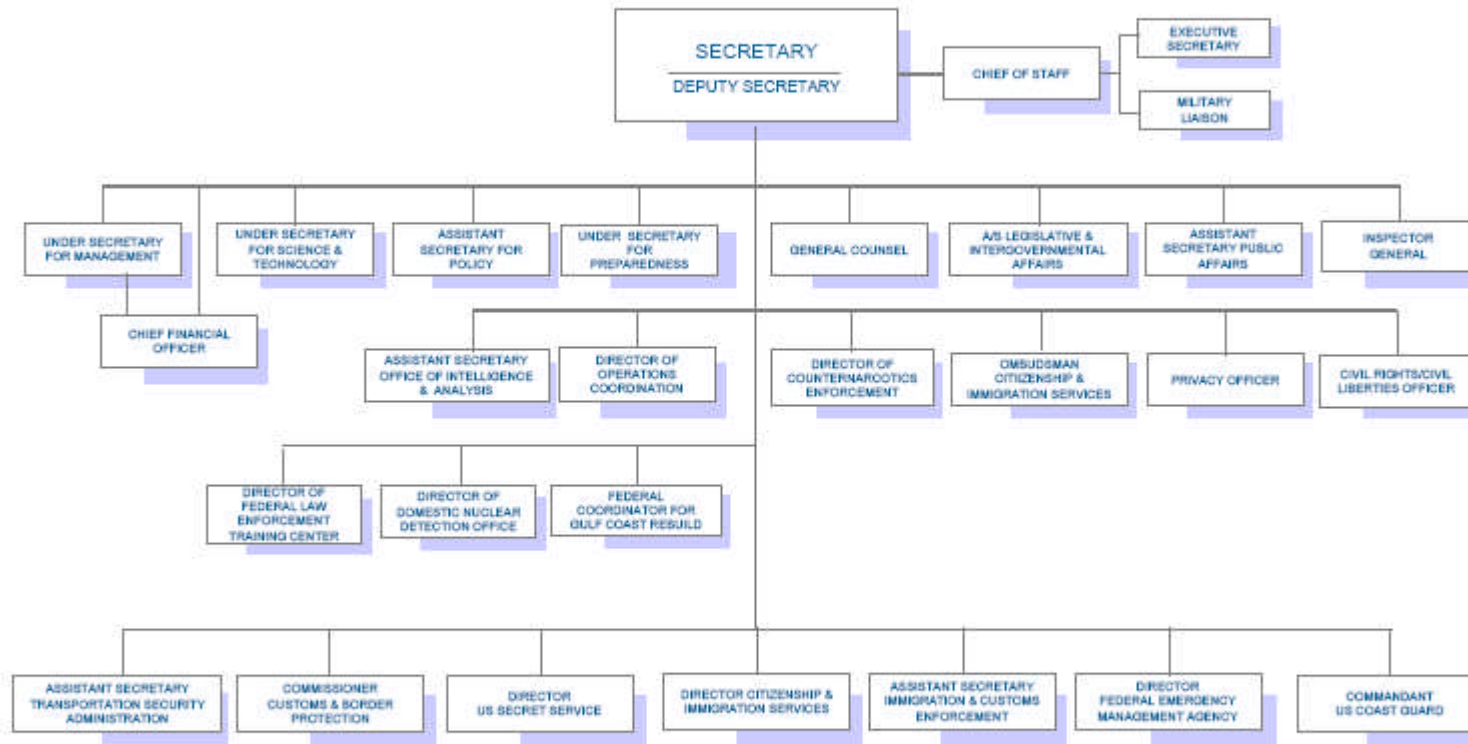 SECRETARY
DEPUTY SECRETARY
CHIEF OF STAFF
EXECUTIVE
SECRETARY
MILITARY
LIAISON
UNDER SECRETARY
FOR MANAGEMENT
UNDER SECRETARY
FOR SCIENCE &
TECHNOLOGY
ASSISTANT
SECRETARY FOR
POLICY
UNDER SECRETARY
FOR
PREPAREDNESS
GENERAL COUNSEL
A/S LEGISLATIVE &
INTERGOVERNMENTAL
AFFAIRS
ASSISTANT
SECRETARY PUBLIC
AFFAIRS
INSPECTOR
GENERAL
CHIEF FINANCIAL
OFFICER
ASSISTANT SECRETARY
OFFICE OF INTELLIGENCE
& ANALYSIS
DIRECTOR OF
OPERATIONS
COORDINATION
DIRECTOR OF
COUNTERNARCOTICS
ENFORCEMENT
OMBUDSMAN
CITIIZENSHIP &
IMMIGRATION SERVICES
PRIVACY OFFICER
CIVIL RIGHTS/CIVIL
LIBERTIES OFFICER
DIRECTOR OF
FEDERAL LAW
ENFORCEMENT
TRAINING CENTER
DIRECTOR OF
DOMESTIC NUCLEAR
DETECTION OFFICE
FEDERAL
COORDINATOR FOR
GULF COAST REBUILD
ASSISTANT SECRETARY
TRANSPORTATION SECURITY
ADMINISTRATION
COMMISSIONER
CUSTOMS & BORDER
PROTECTION
DIRECTOR
US SECRET SERVICE
DIRECTOR CITIZENSHIP &
IMMIGRATION SERVICES
ASSISTANT SECRETARY
IMMIGRATION & CUSTOMS
ENFORCEMENT
DIRECTOR
FEDERAL EMERGENCY
MANAGEMENT AGENCY
COMMANDANT
US COAST GUARD